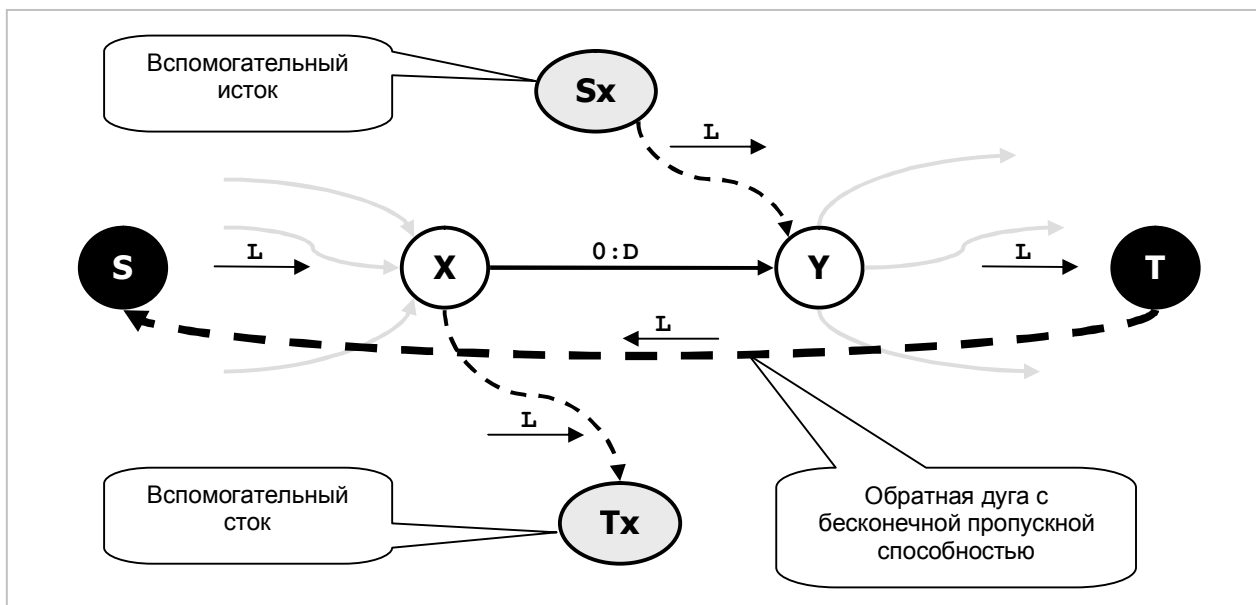 Вспомогательный
исток
Sx
L
S
L
X
0:D
Y
L
T
L
L
Вспомогательный
сток
Tx
Обратная дуга с
бесконечной пропускной
способностью